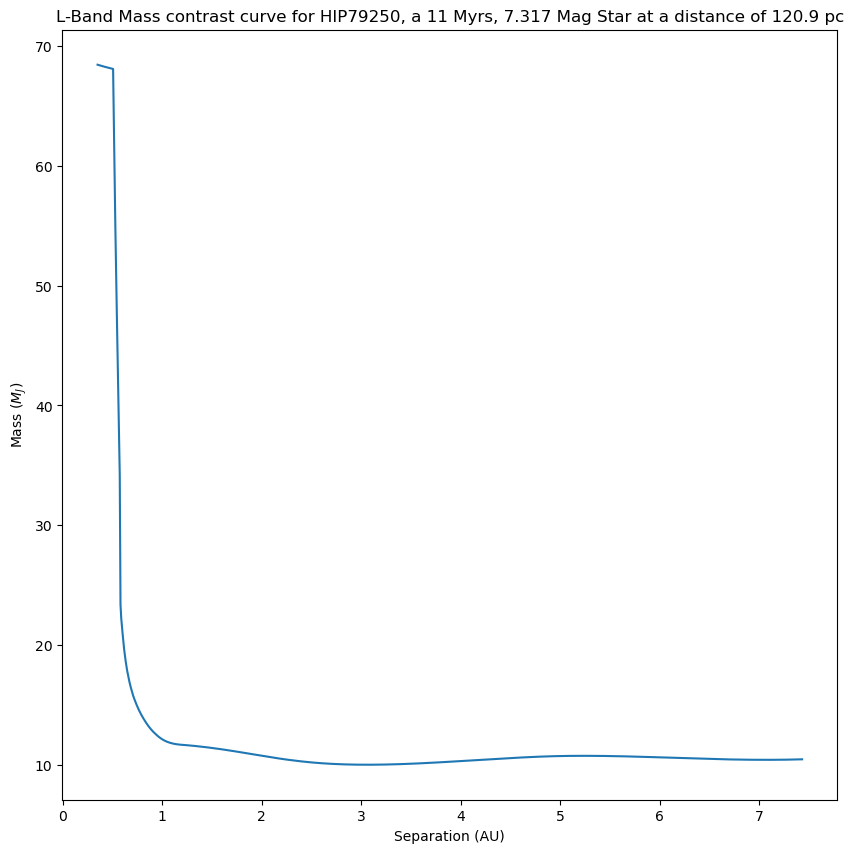 L-Band Mass contrast curve for HIP79250, a 11 Myrs, 7.317 Mag Star at a distance of 120.9 pc
70
60
50
40
30
20
10
Mass (M_J)
0 1 2 3 4 5 6 7
Separation (AU)